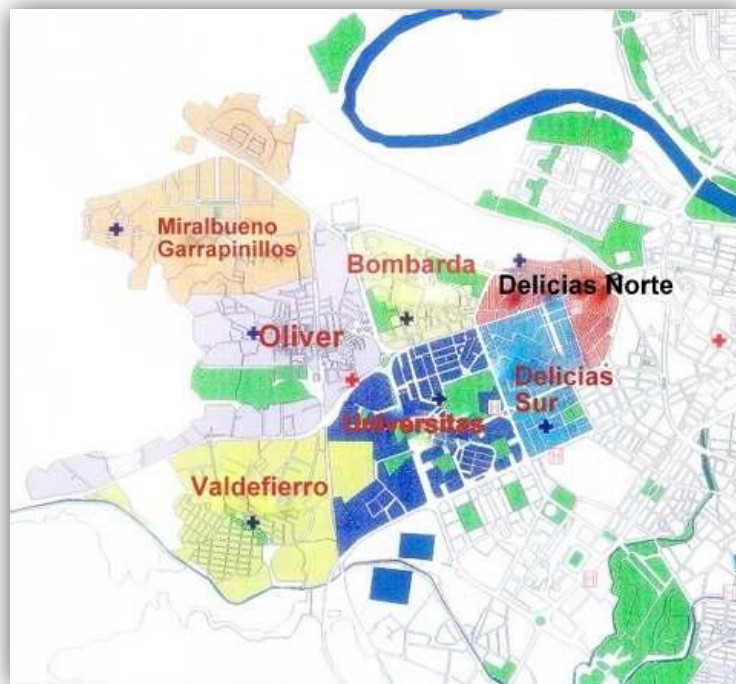 Miralbueno
Garrapinillos
Bombarda
Delicias Norte
Oliver
Delicias
Sur
Universitas
Valdefierro
H
H
H
H